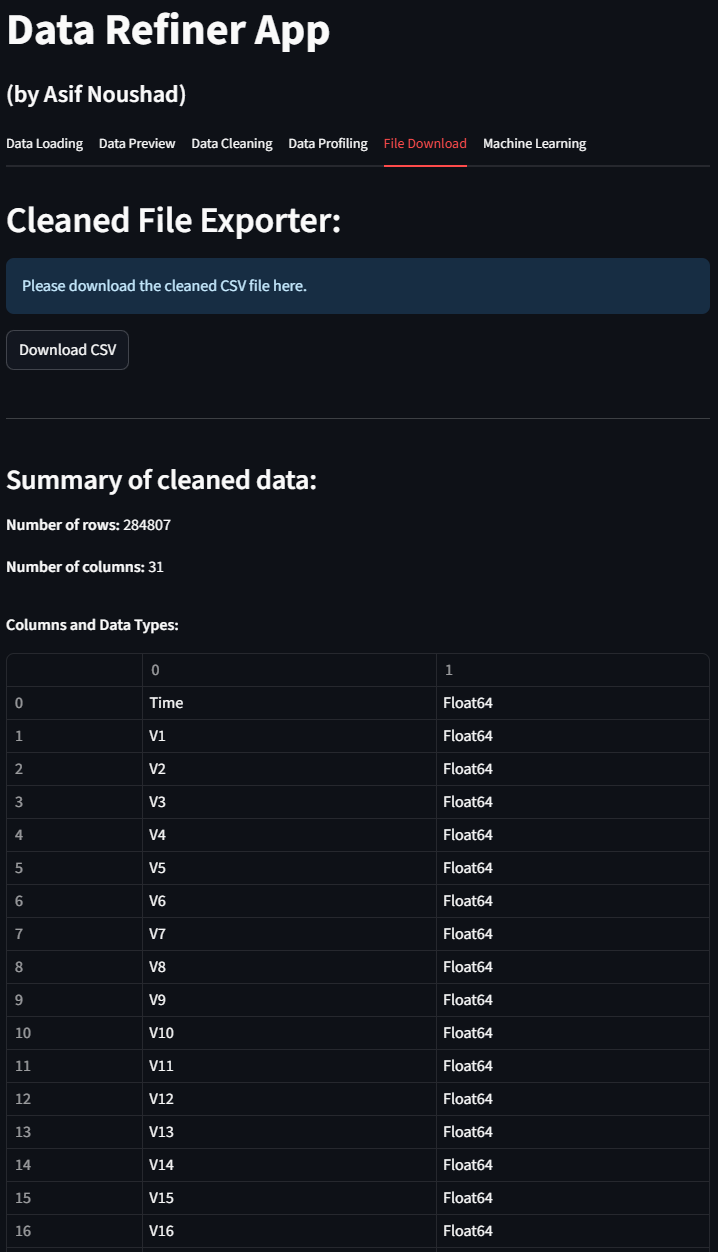 Data Refiner App
(by Asif Noushad)
Data Loading Data Preview Data Cleaning Data Profiling File Download Machine Learning
Cleaned File Exporter:
Please download the cleaned CSV file here.
Download CSV
Summary of cleaned data:
Number of rows: 284807
Number of columns: 31
Columns and Data Types:
0 1
0 Time Float64
1 V1 Float64
2 V2 Float64
3 V3 Float64
4 V4 Float64
5 V5 Float64
6 V6 Float64
7 V7 Float64
8 V8 Float64
9 V9 Float64
10 V10 Float64
11 V11 Float64
12 V12 Float64
13 V13 Float64
14 V14 Float64
15 V15 Float64
16 V16 Float64